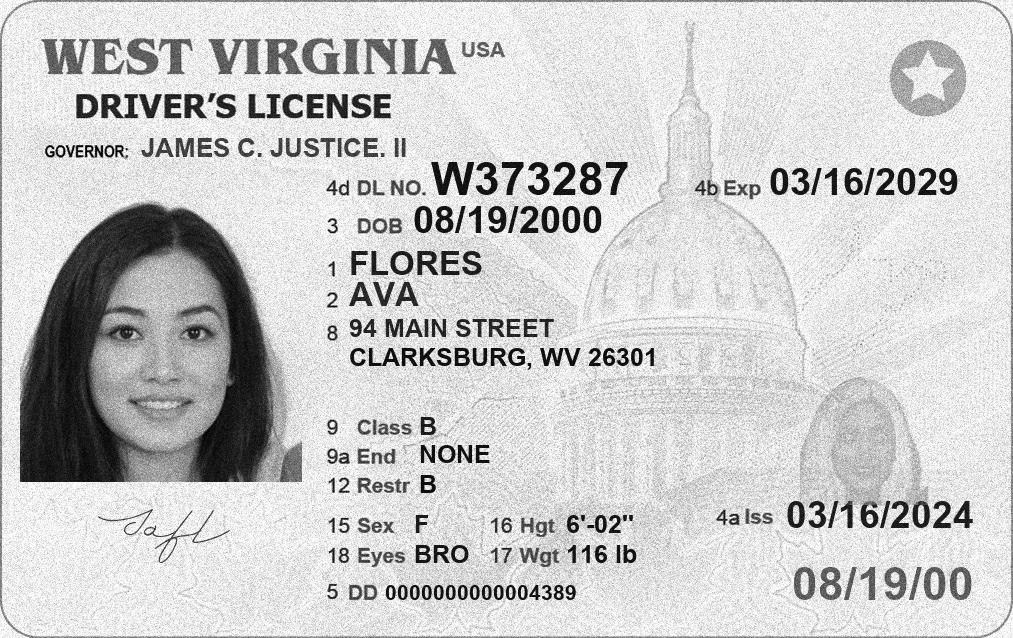 WEST VIRGINIA USA
DRIVER'S LICENSE
GOVERNOR: JAMES C. JUSTICE. II
4d DL NO. W373287 4b Exp 03/16/2029
3 DOB 08/19/2000
1 FLORES
2 AVA
8 94 MAIN STREET
CLARKSBURG, WV 26301
9 Class B
9a End NONE
12 Restr B
15 Sex F 16 Hgt 6'-02" 4a Iss 03/16/2024
18 Eyes BRO 17 Wgt 116 lb
5 DD 0000000000004389 08/19/00